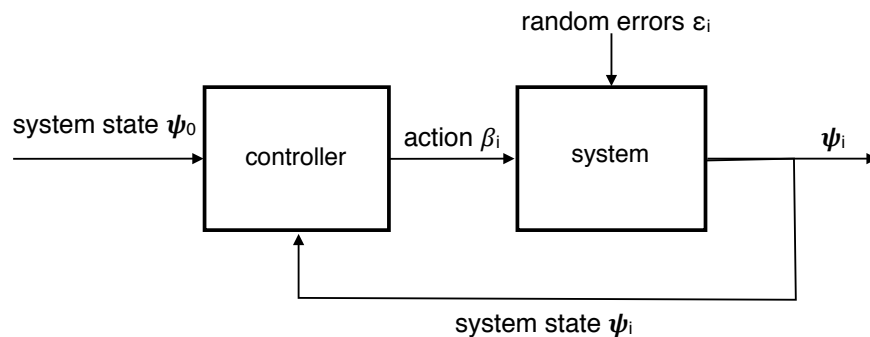 random errors εᵢ
system state 𝝍₀
controller
action βᵢ
system
𝝍ᵢ
system state 𝝍ᵢ